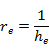 r_e = 1/h_e